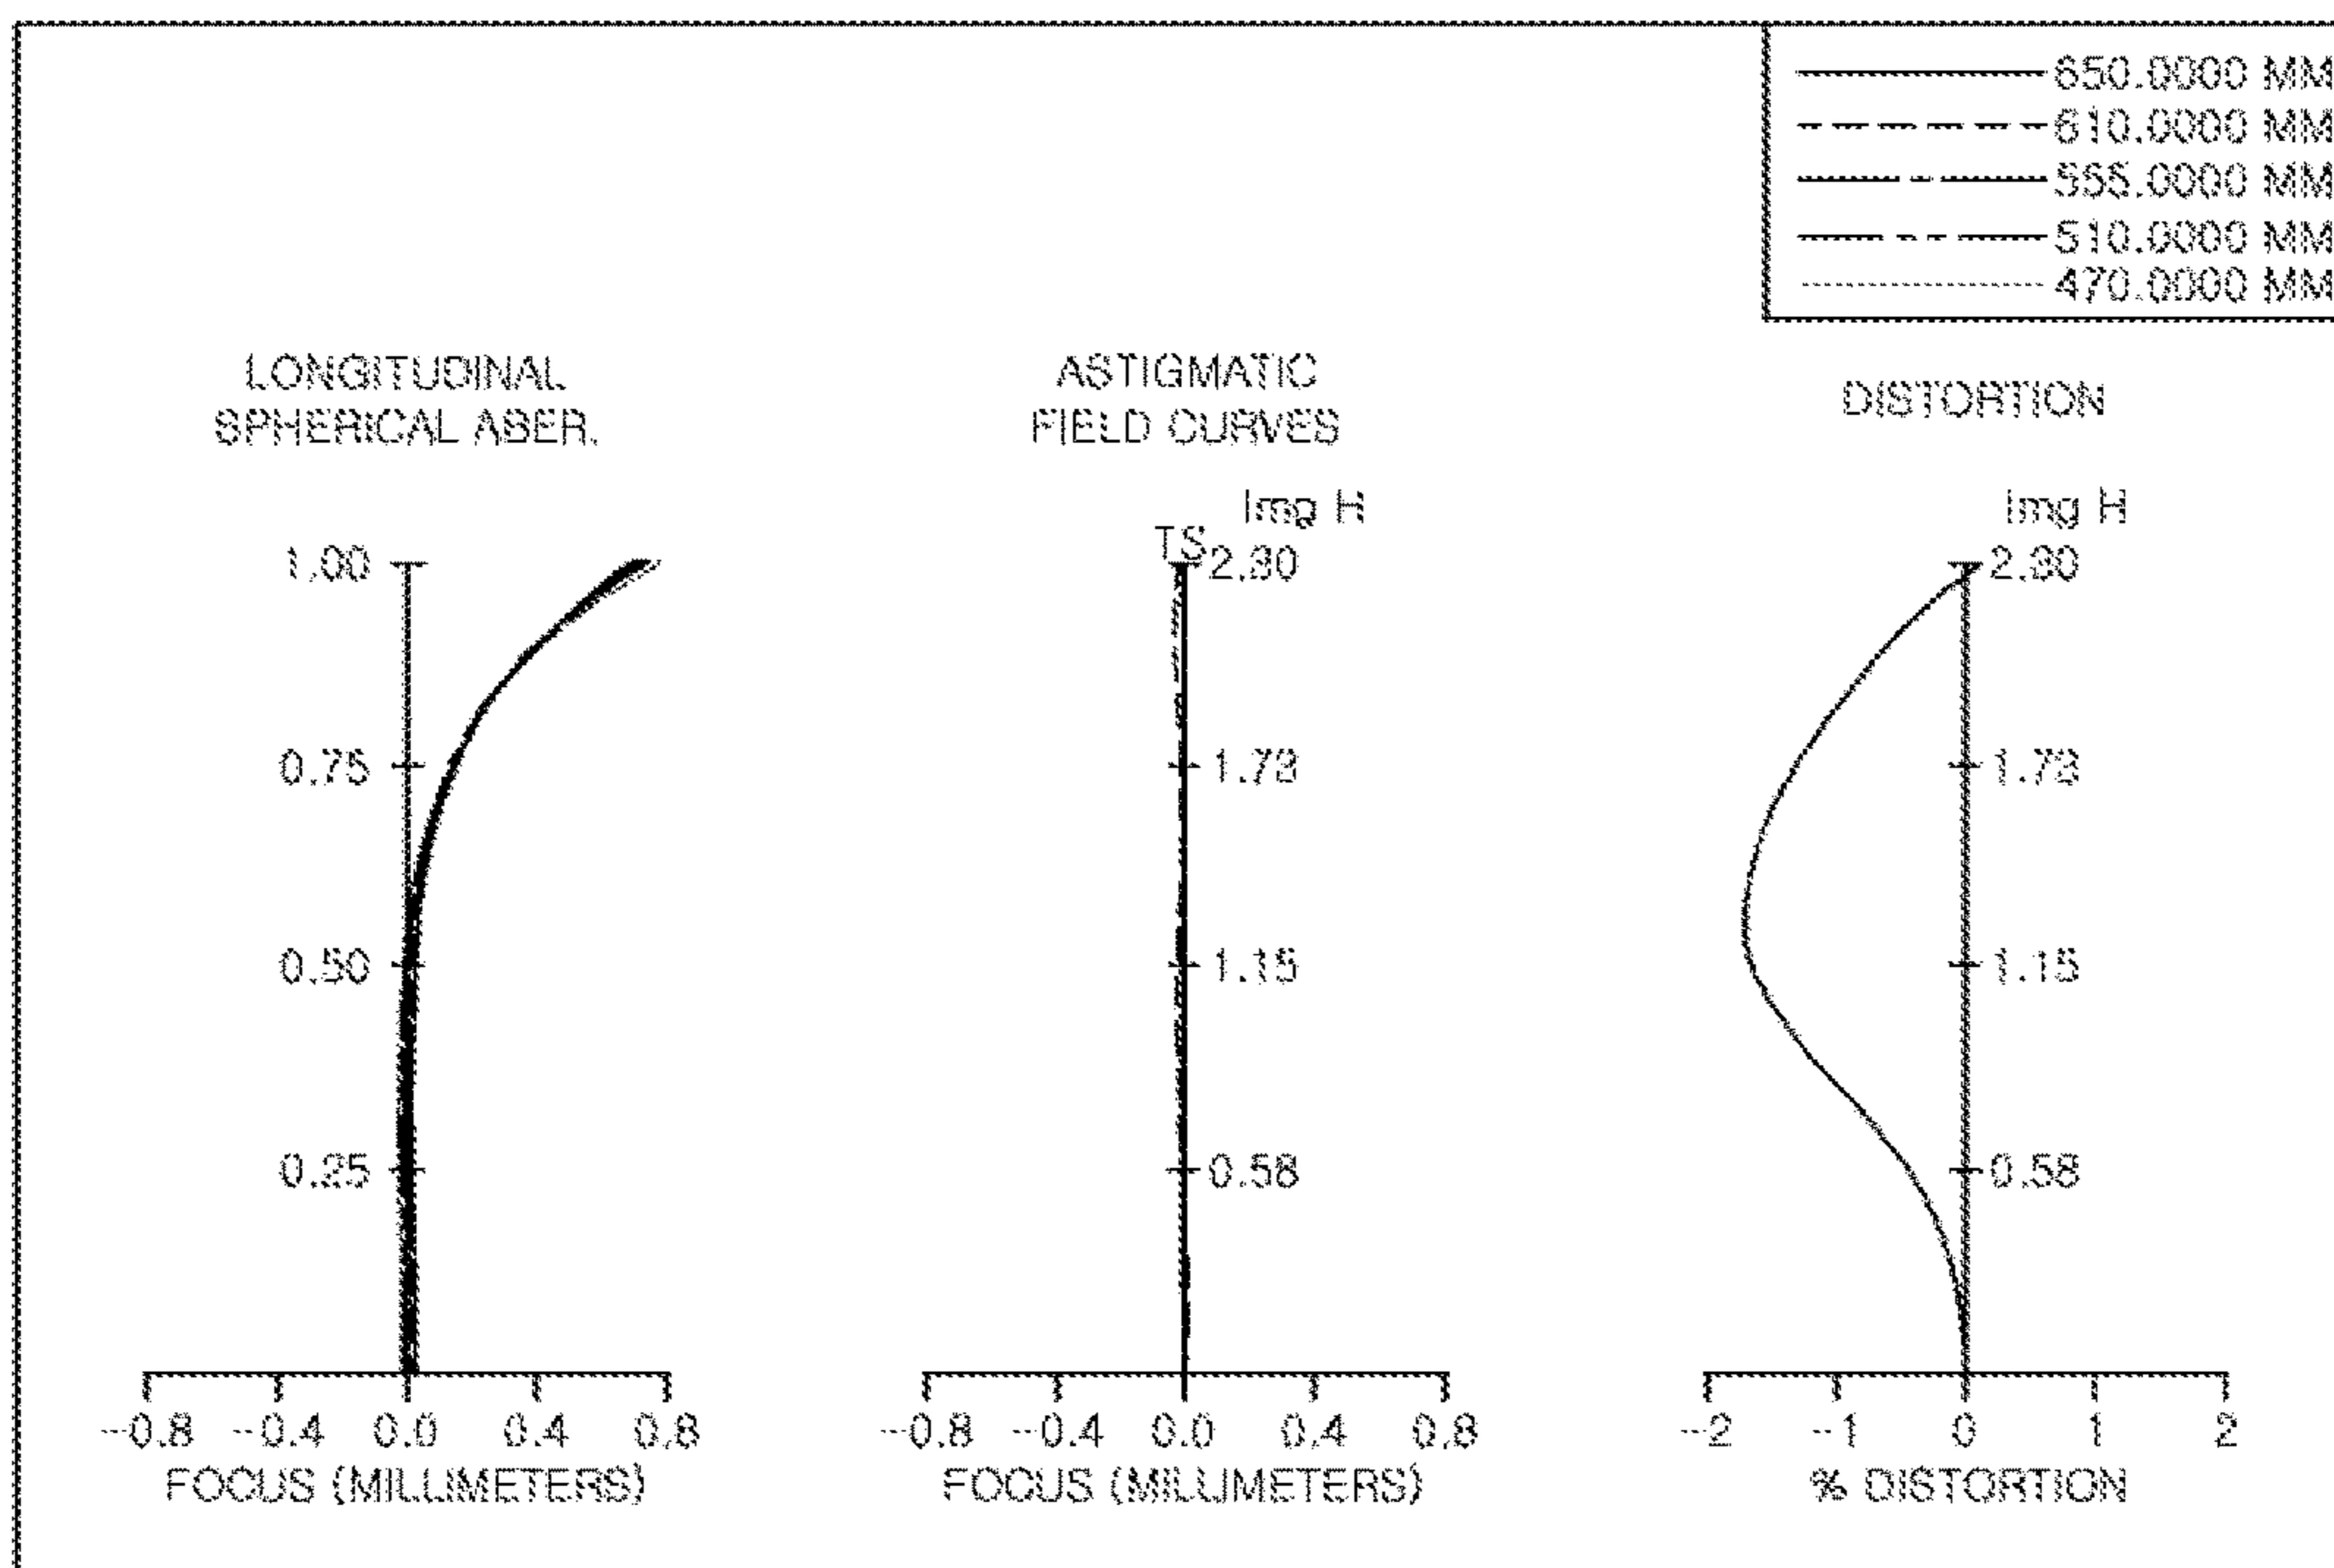 650.0000 MM
610.0000 MM
555.0000 MM
510.0000 MM
470.0000 MM
LONGITUDINAL
SPHERICAL ABER.
1.00
0.75
0.50
0.25
-0.8 -0.4 0.0 0.4 0.8
FOCUS (MILLIMETERS)
ASTIGMATIC
FIELD CURVES
Img H
TS 2.30
1.73
1.15
0.58
-0.8 -0.4 0.0 0.4 0.8
FOCUS (MILLIMETERS)
DISTORTION
Img H
2.30
1.73
1.15
0.58
-2 -1 0 1 2
% DISTORTION